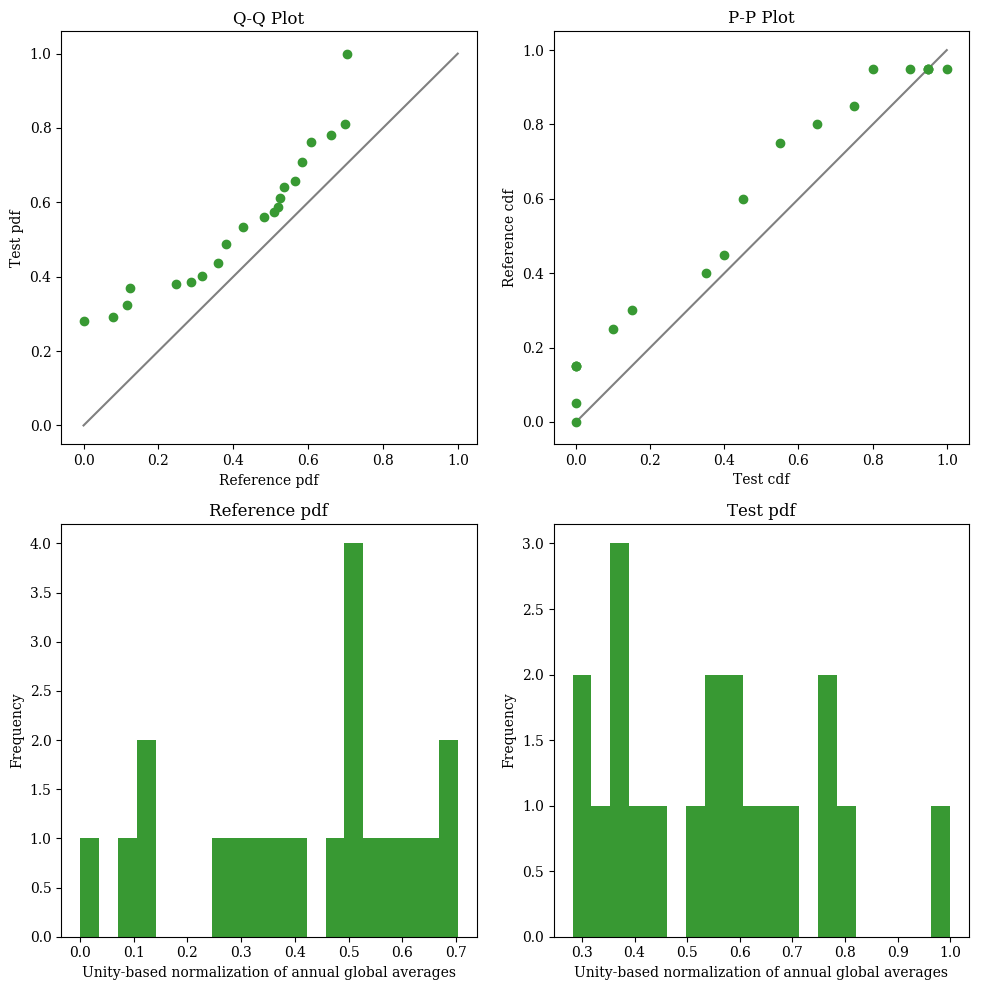 Q-Q Plot
Test pdf
1.0
0.8
0.6
0.4
0.2
0.0
0.0 0.2 0.4 0.6 0.8 1.0
Reference pdf
P-P Plot
Reference cdf
1.0
0.8
0.6
0.4
0.2
0.0
0.0 0.2 0.4 0.6 0.8 1.0
Test cdf
Reference pdf
Frequency
4.0
3.5
3.0
2.5
2.0
1.5
1.0
0.5
0.0
0.0 0.1 0.2 0.3 0.4 0.5 0.6 0.7
Unity-based normalization of annual global averages
Test pdf
Frequency
3.0
2.5
2.0
1.5
1.0
0.5
0.0
0.3 0.4 0.5 0.6 0.7 0.8 0.9 1.0
Unity-based normalization of annual global averages